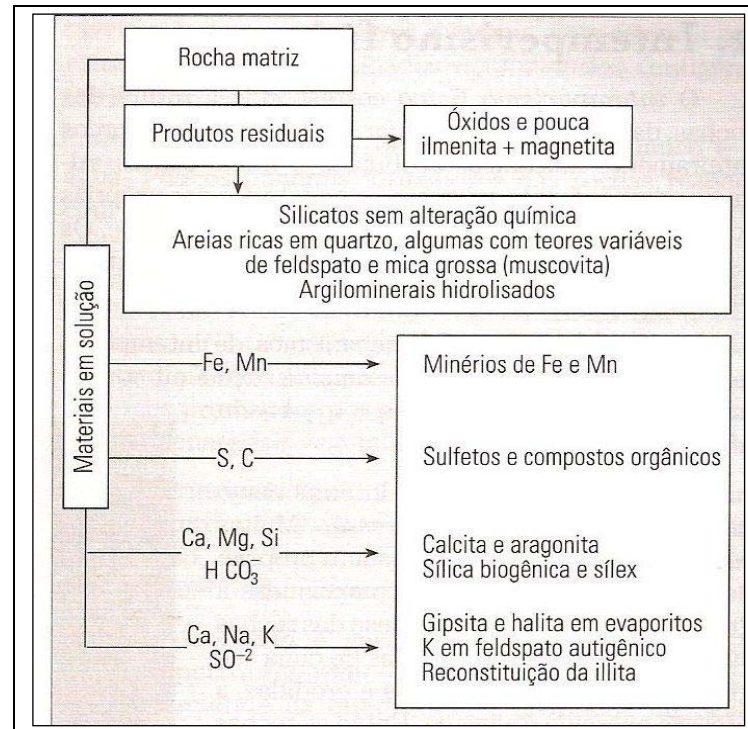 Rocha matriz
Produtos residuais
Óxidos e pouca
ilmenita + magnetita
Silicatos sem alteração química
Areias ricas em quartzo, algumas com teores variáveis
de feldspato e mica grossa (muscovita)
Argilominerais hidrolisados
Materiais em solução
Fe, Mn
Minérios de Fe e Mn
S, C
Sulfetos e compostos orgânicos
Ca, Mg, Si
H CO₃⁻
Calcita e aragonita
Sílica biogênica e sílex
Ca, Na, K
SO⁻²
Gipsita e halita em evaporitos
K em feldspato autigênico
Reconstituição da illita